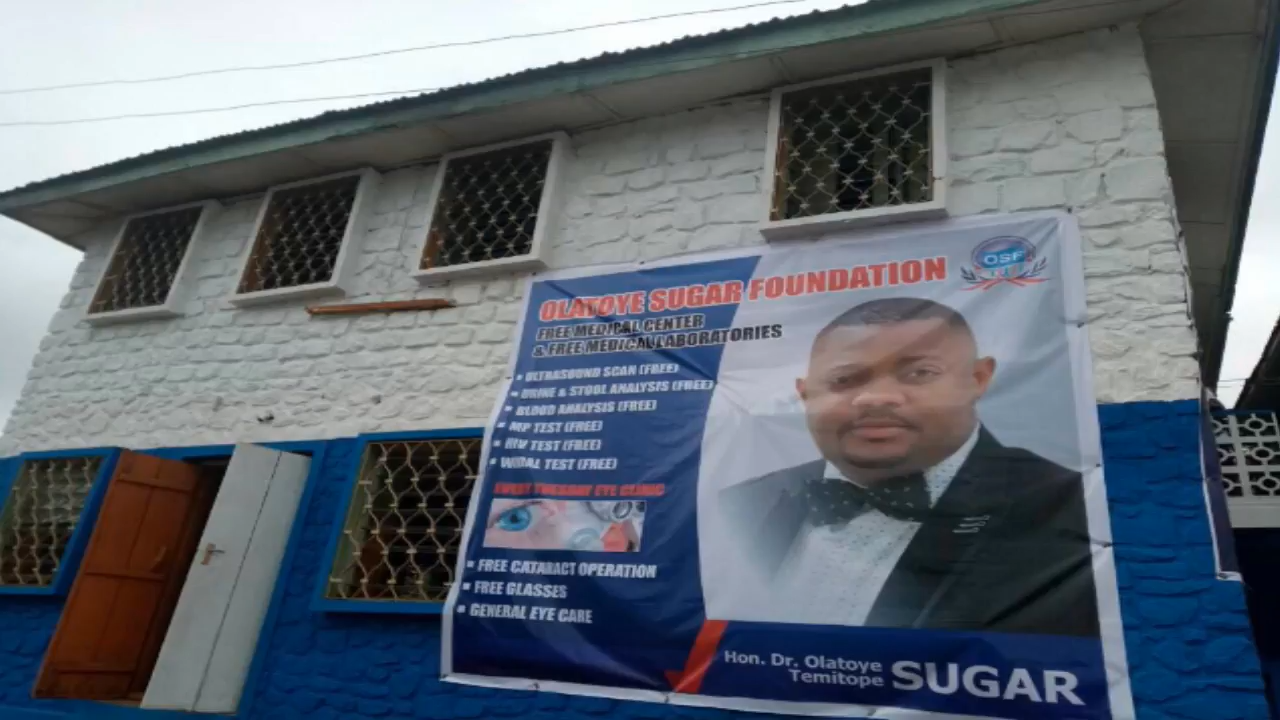 OLATOYE SUGAR FOUNDATION
OSF
FREE MEDICAL CENTER
& FREE MEDICAL LABORATORIES
▪ ULTRASOUND SCAN (FREE)
▪ URINE & STOOL ANALYSIS (FREE)
▪ BLOOD ANALYSIS (FREE)
▪ MP TEST (FREE)
▪ HIV TEST (FREE)
▪ WIDAL TEST (FREE)
EYE CLINIC
▪ FREE CATARACT OPERATION
▪ FREE GLASSES
▪ GENERAL EYE CARE
Hon. Dr. Olatoye
Temitope SUGAR